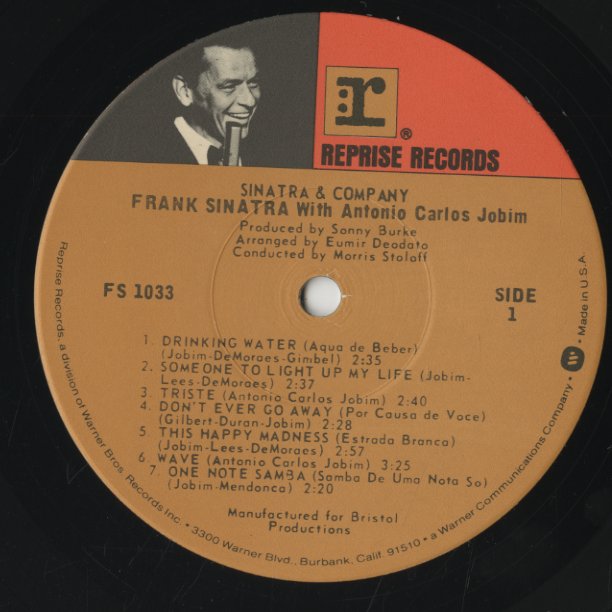 r
®
REPRISE RECORDS
SINATRA & COMPANY
FRANK SINATRA With Antonio Carlos Jobim
Produced by Sonny Burke
Arranged by Eumir Deodato
Conducted by Morris Stoloff
FS 1033
SIDE
1
1. DRINKING WATER (Aqua de Beber)
(Jobim-DeMoraes-Gimbel) 2:35
2. SOMEONE TO LIGHT UP MY LIFE (Jobim-
Lees-DeMoraes) 2:37
3. TRISTE (Antonio Carlos Jobim) 2:40
4. DON'T EVER GO AWAY (Por Causa de Voce)
(Gilbert-Duran-Jobim) 2:28
5. THIS HAPPY MADNESS (Estrada Branca)
(Jobim-Lees-DeMoraes) 2:57
6. WAVE (Antonio Carlos Jobim) 3:25
7. ONE NOTE SAMBA (Samba De Uma Nota So)
(Jobim-Mendonca) 2:20
Manufactured for Bristol
Productions
Reprise Records, a division of Warner Bros. Records Inc. • 3300 Warner Blvd., Burbank, Calif. 91510 • a Warner Communications Company • W • Made in U.S.A.